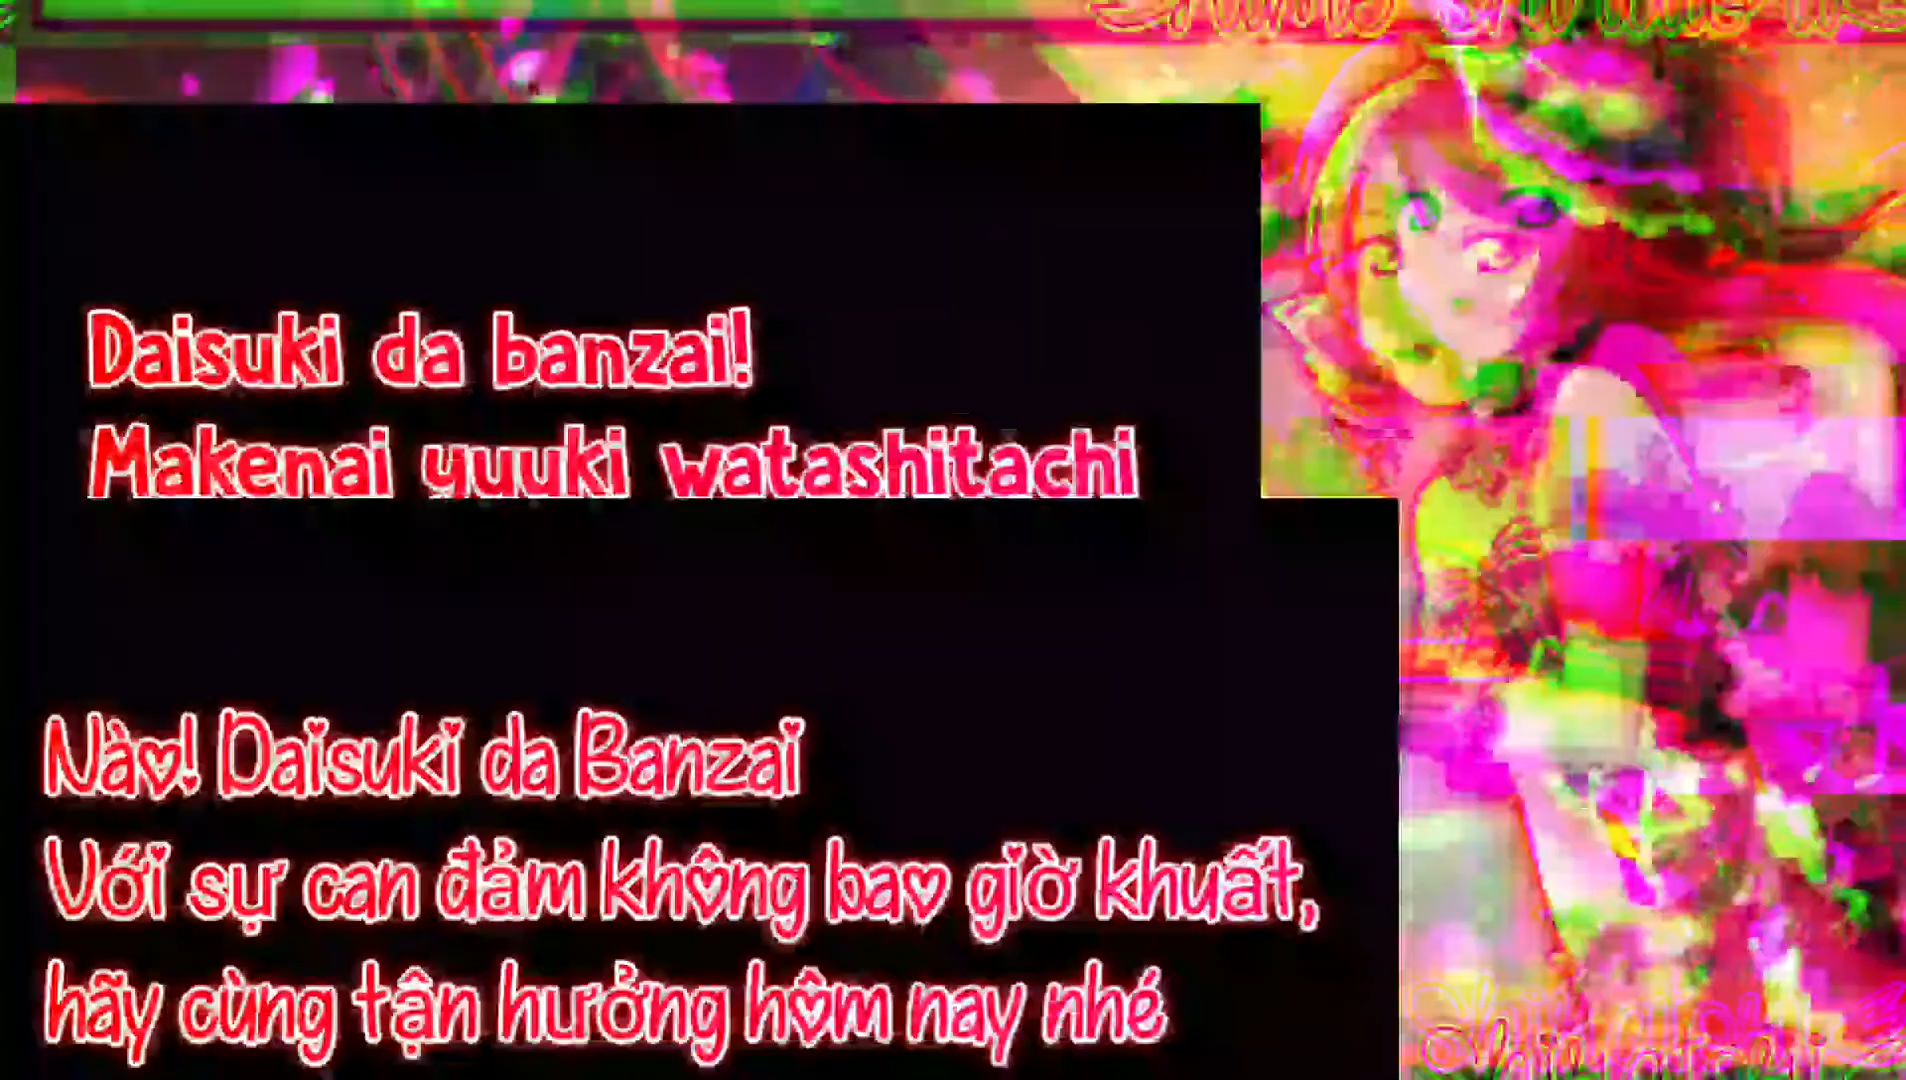 Daisuki da banzai!
Makenai yuuki watashitachi
Nào! Daisuki da Banzai
Với sự can đảm không bao giờ khuất,
hãy cùng tận hưởng hôm nay nhé